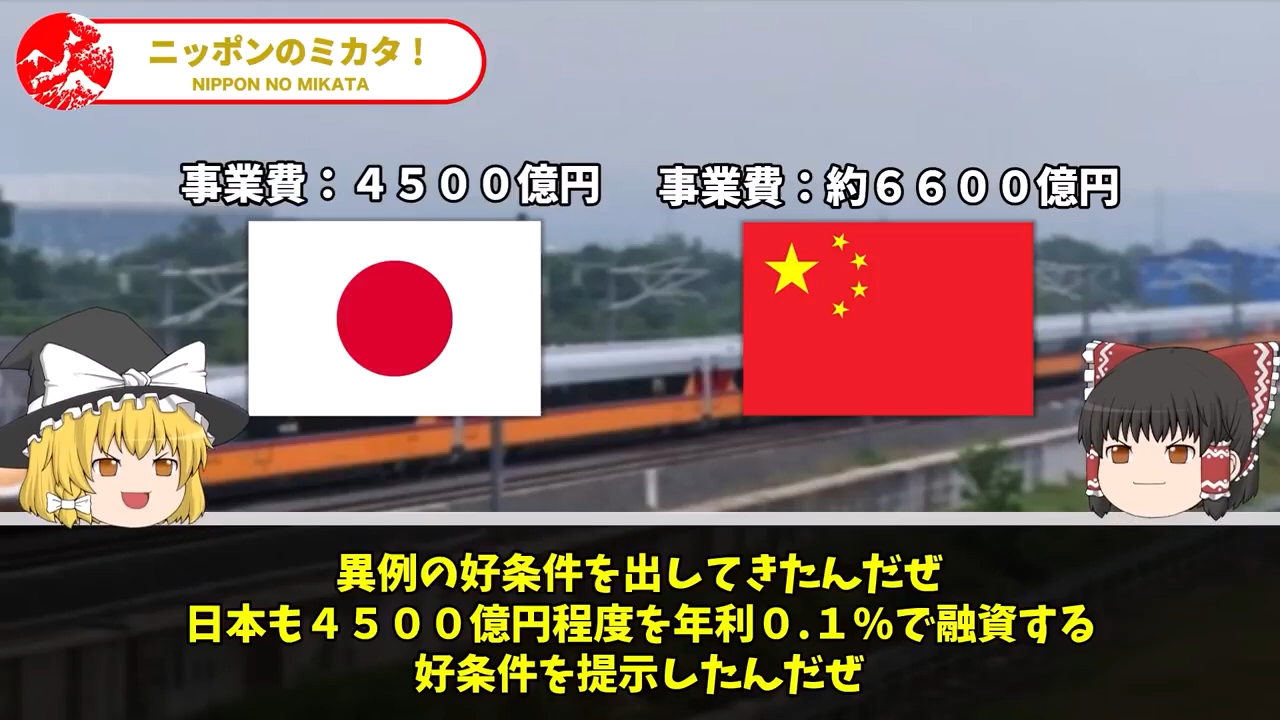 ニッポンのミカタ！
NIPPON NO MIKATA
事業費：４５００億円
事業費：約６６００億円
異例の好条件を出してきたんだぜ
日本も４５００億円程度を年利０.１％で融資する
好条件を提示したんだぜ